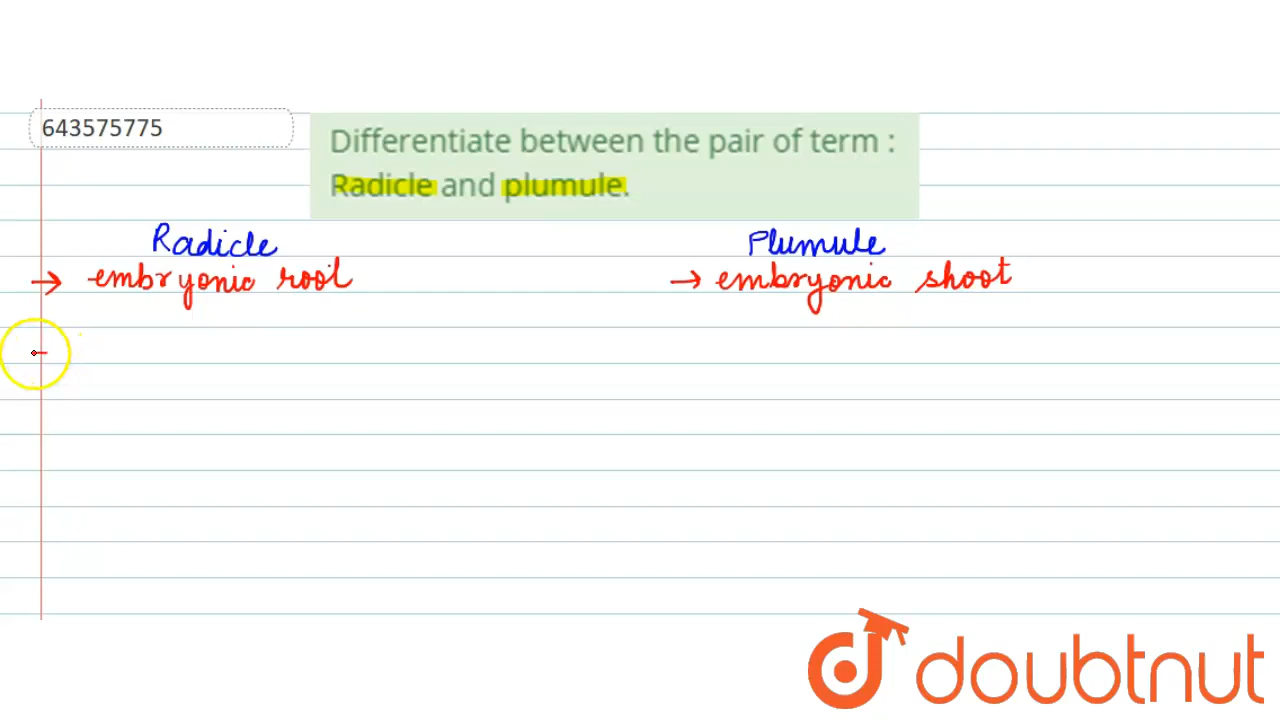 643575775
Differentiate between the pair of term :
Radicle and plumule.
Radicle
Plumule
→ embryonic root
→ embryonic shoot
doubtnut